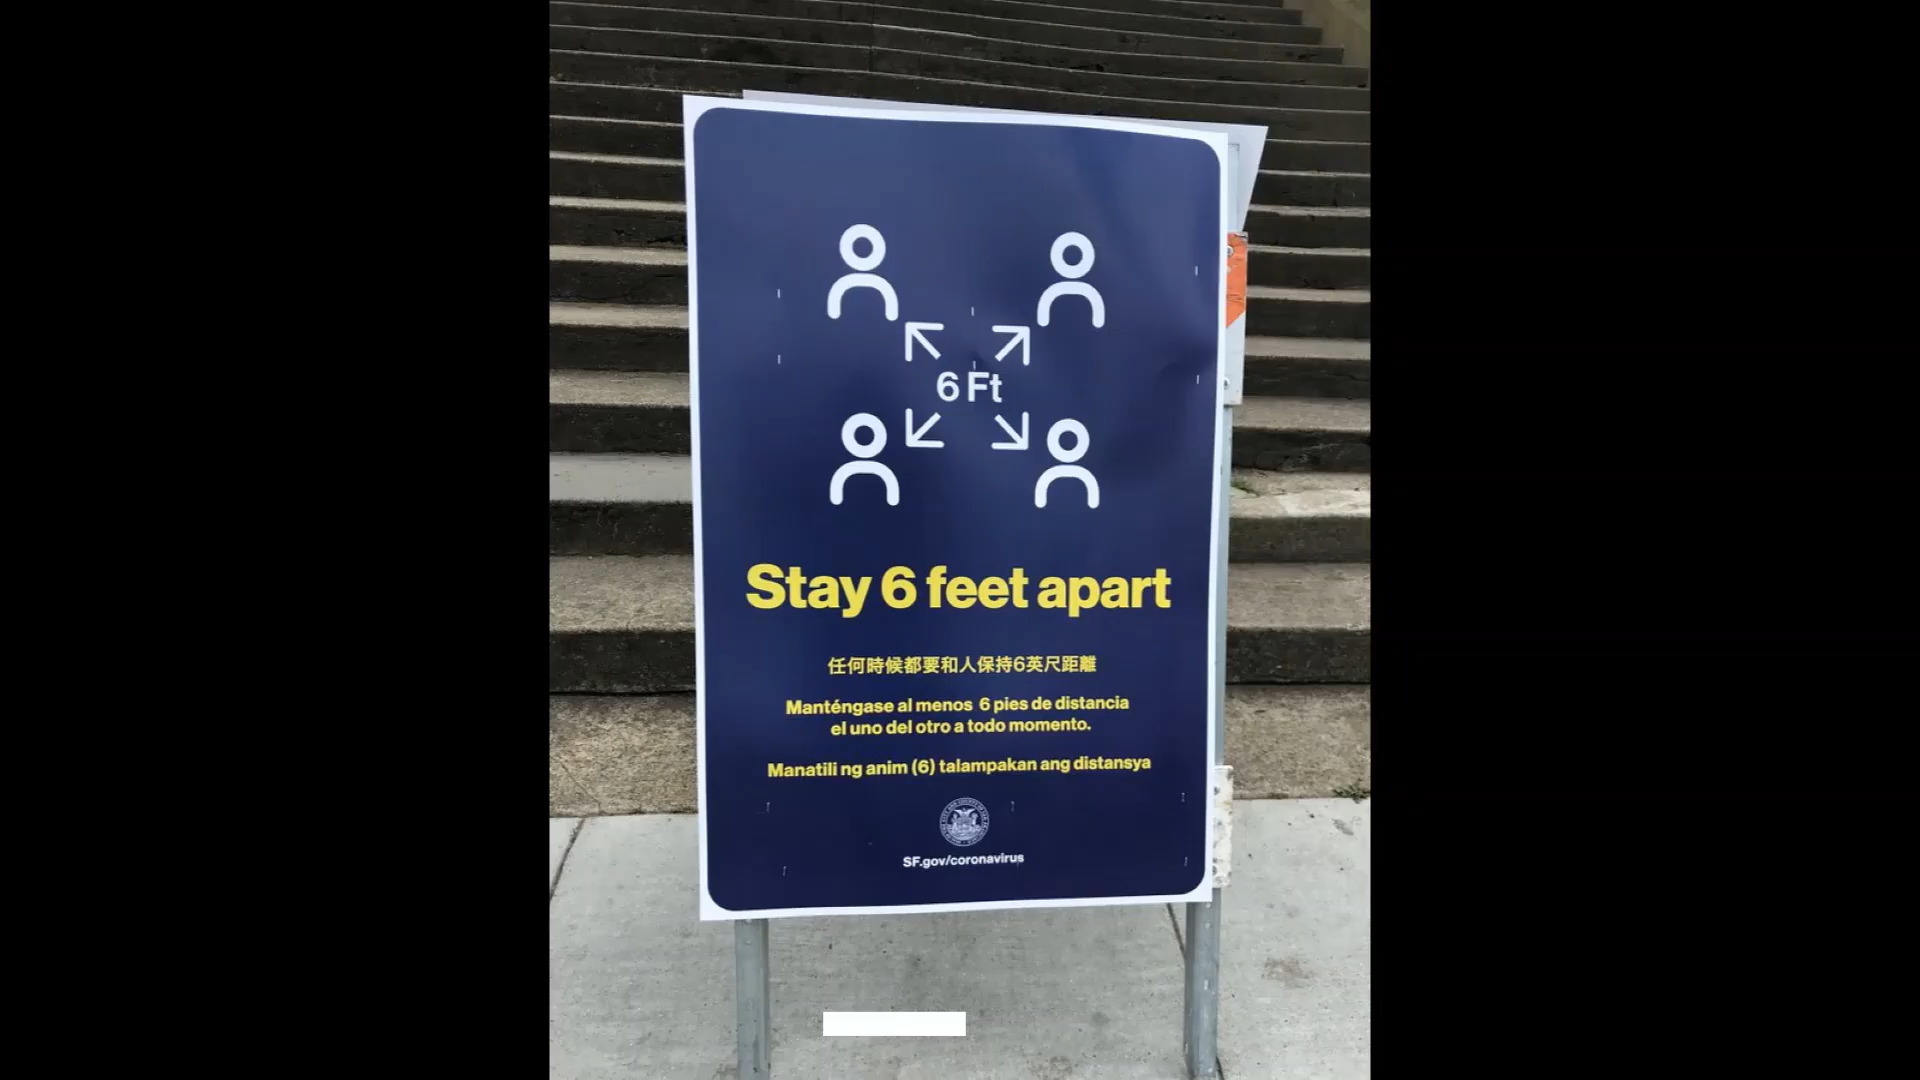 6 Ft
Stay 6 feet apart
任何時候都要和人保持6英尺距離
Manténgase al menos 6 pies de distancia
el uno del otro a todo momento.
Manatili ng anim (6) talampakan ang distansya
SF.gov/coronavirus